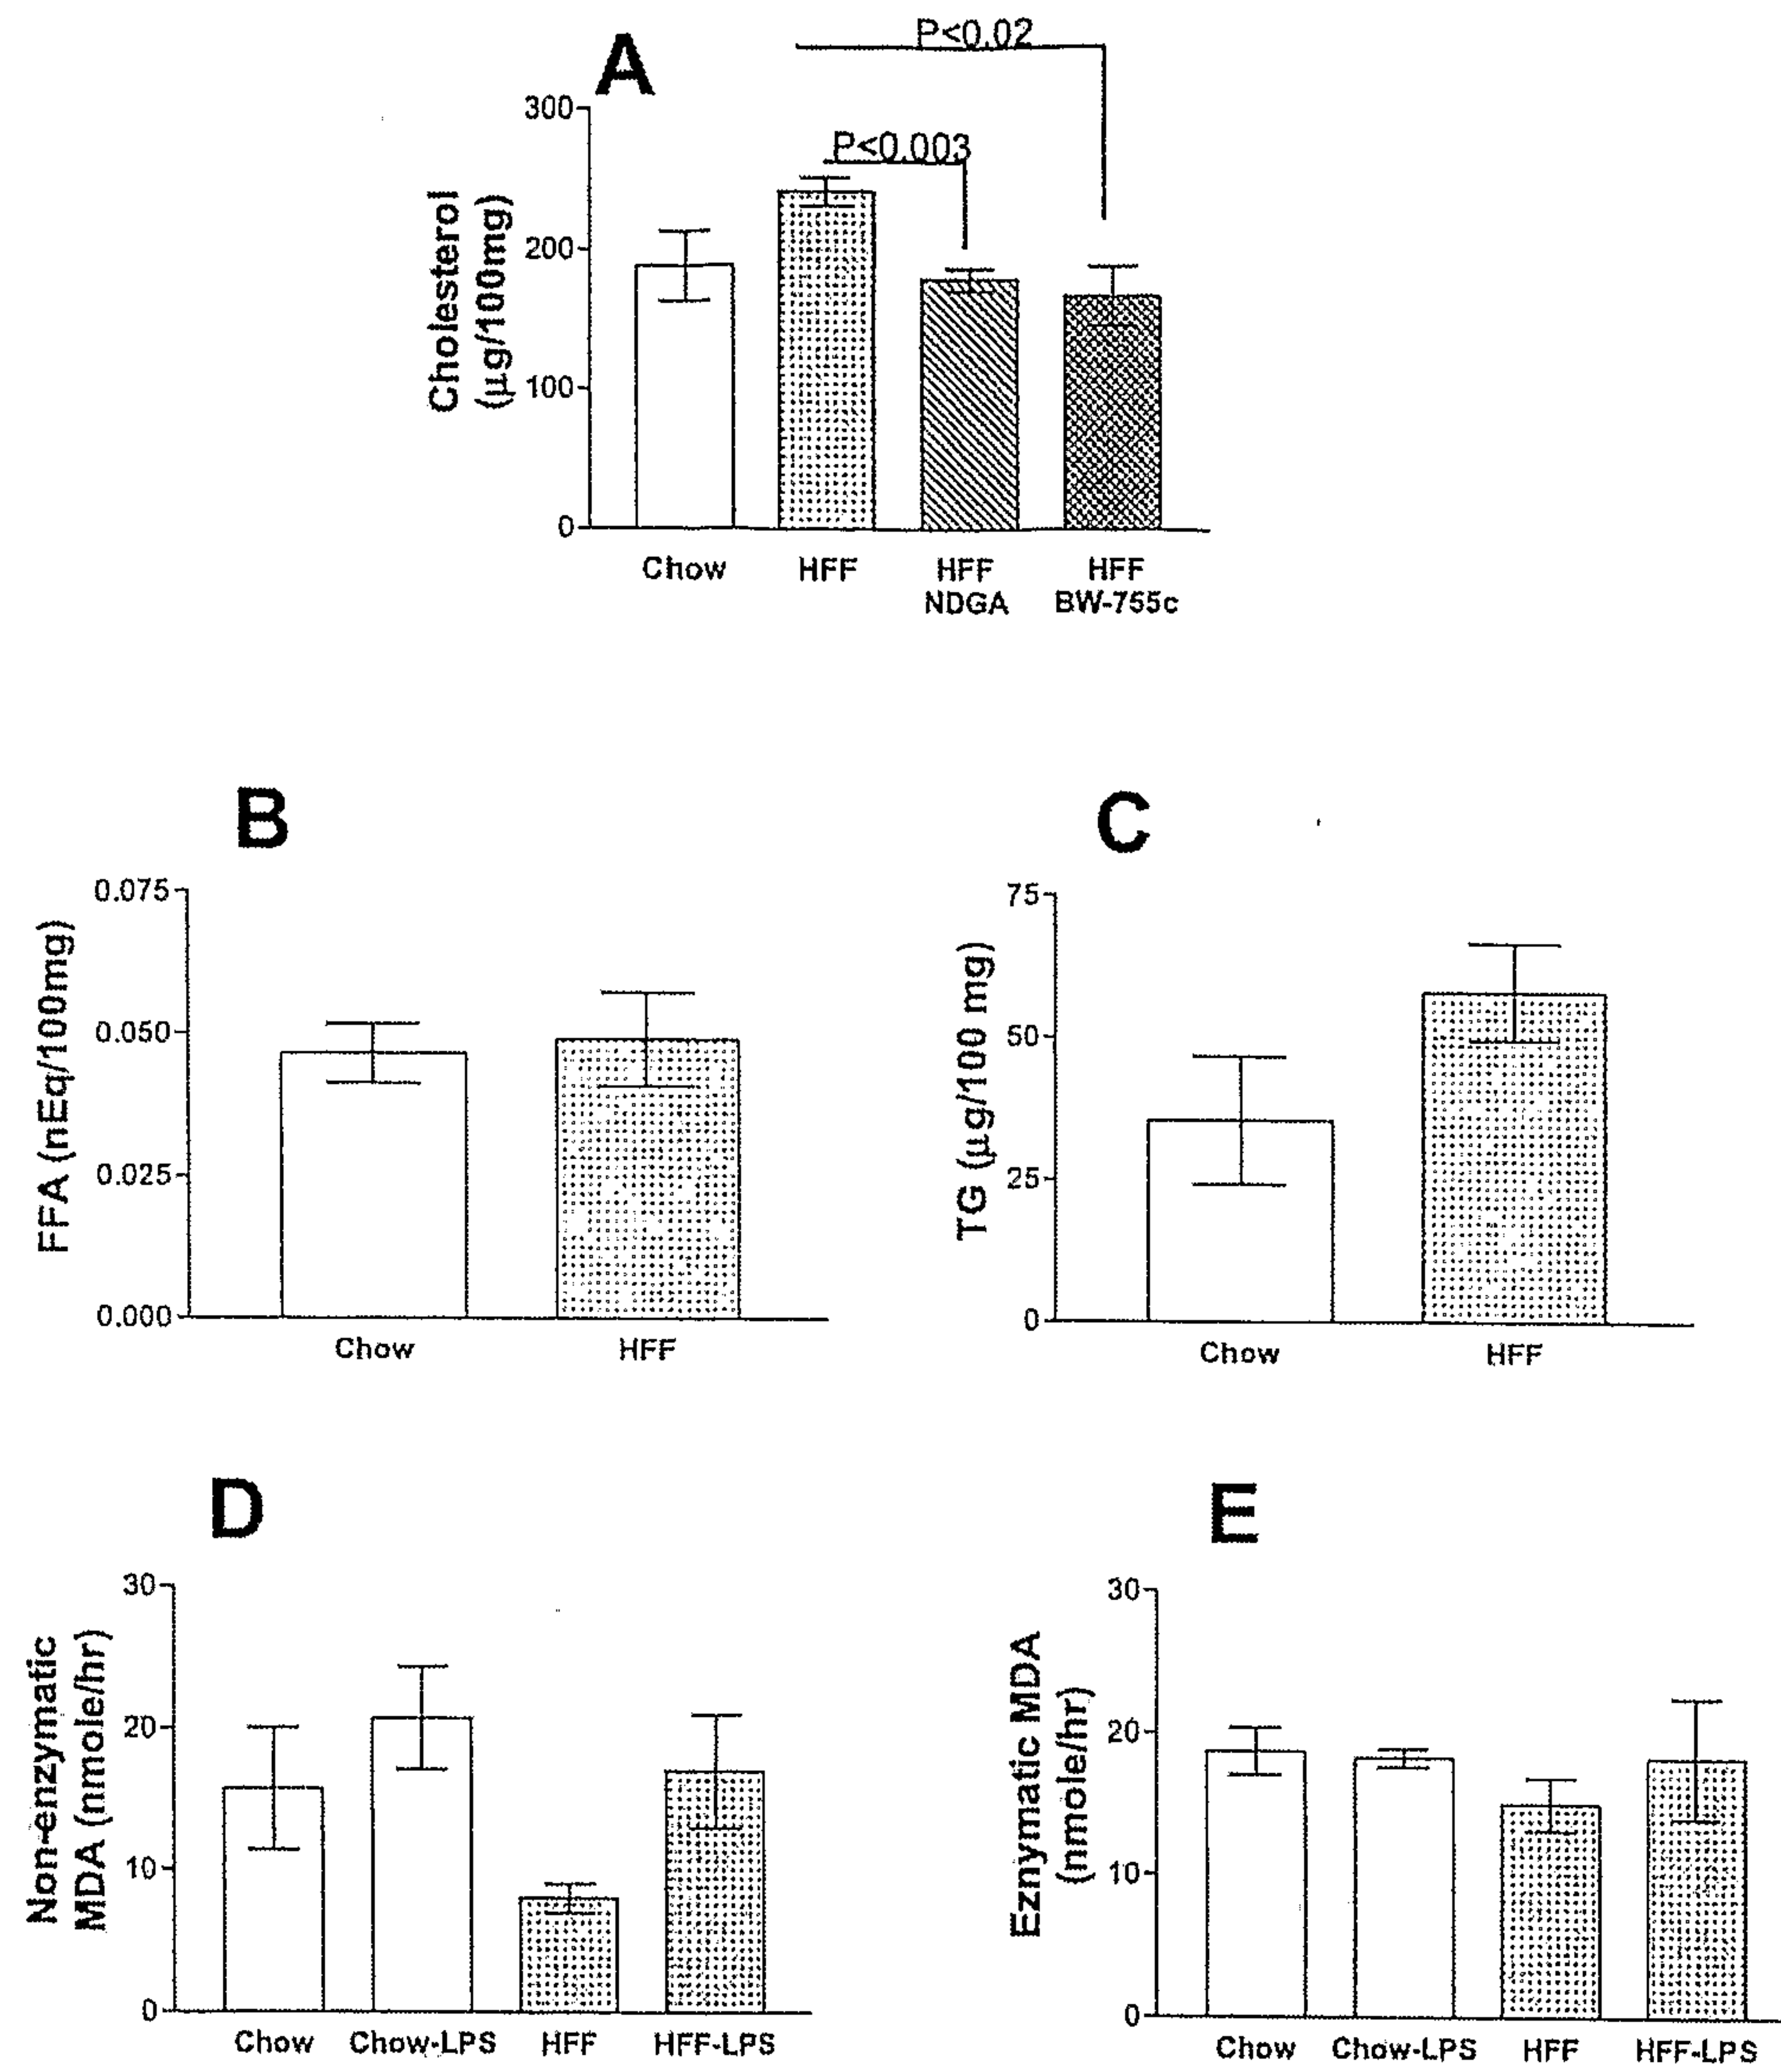 A
P<0.02
300
P<0.003
200
100
0
Cholesterol
(μg/100mg)
Chow
HFF
HFF
NDGA
HFF
BW-755c
B
0.075
0.050
0.025
0.000
FFA (nEq/100mg)
Chow
HFF
C
75
50
25
0
TG (μg/100 mg)
Chow
HFF
D
30
20
10
0
Non-enzymatic
MDA (nmole/hr)
Chow
Chow-LPS
HFF
HFF-LPS
E
30
20
10
0
Eznymatic MDA
(nmole/hr)
Chow
Chow-LPS
HFF
HFF-LPS